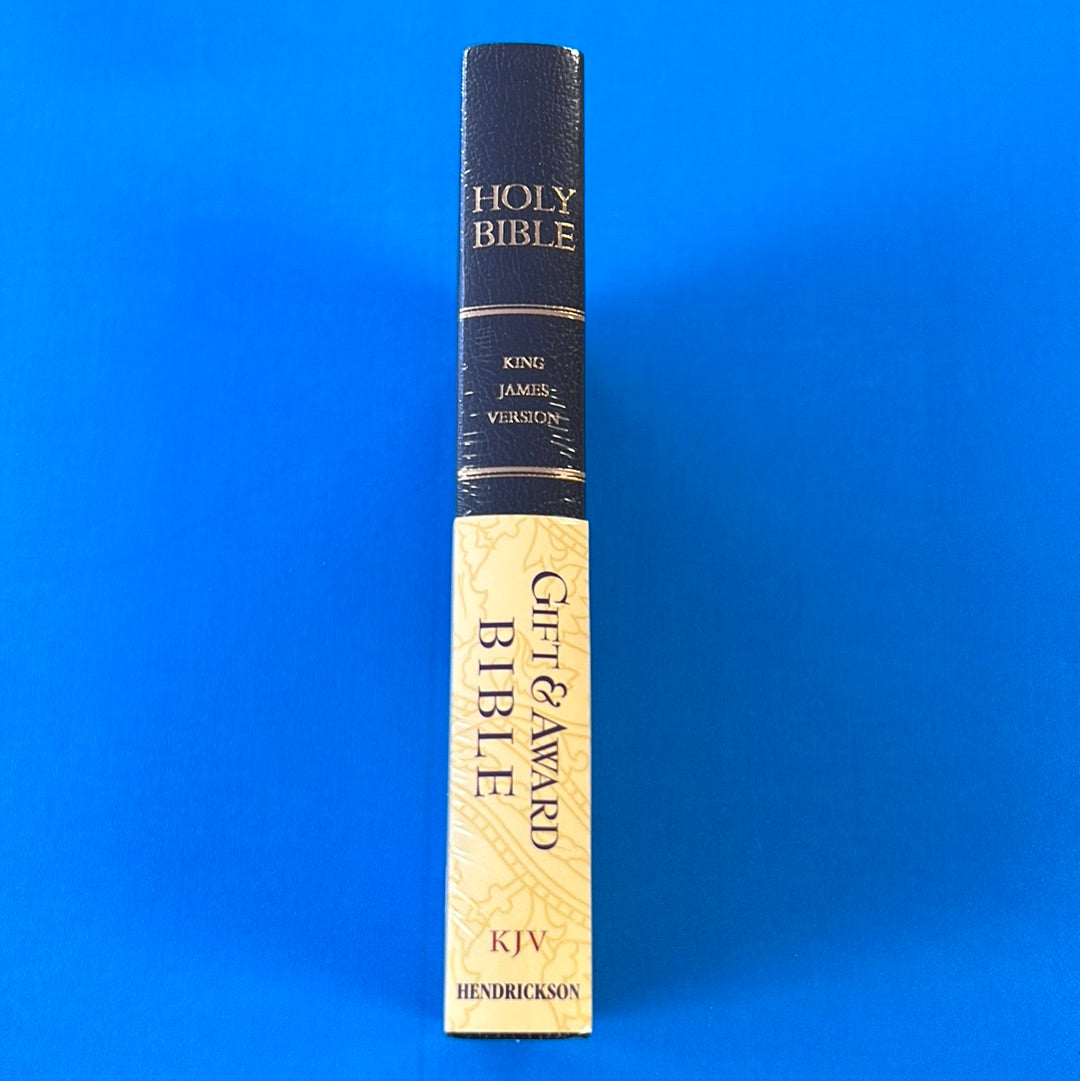 HOLY
BIBLE
KING
JAMES
VERSION
GIFT & AWARD
BIBLE
KJV
HENDRICKSON